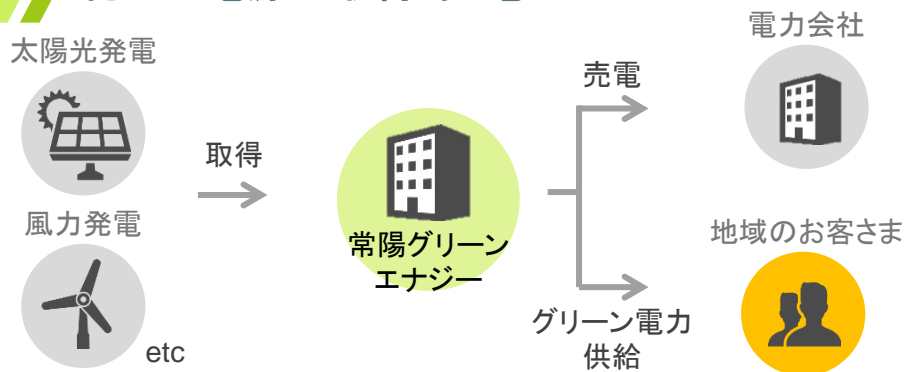 太陽光発電
風力発電
etc
取得
常陽グリーン
エナジー
売電
グリーン電力
供給
電力会社
地域のお客さま